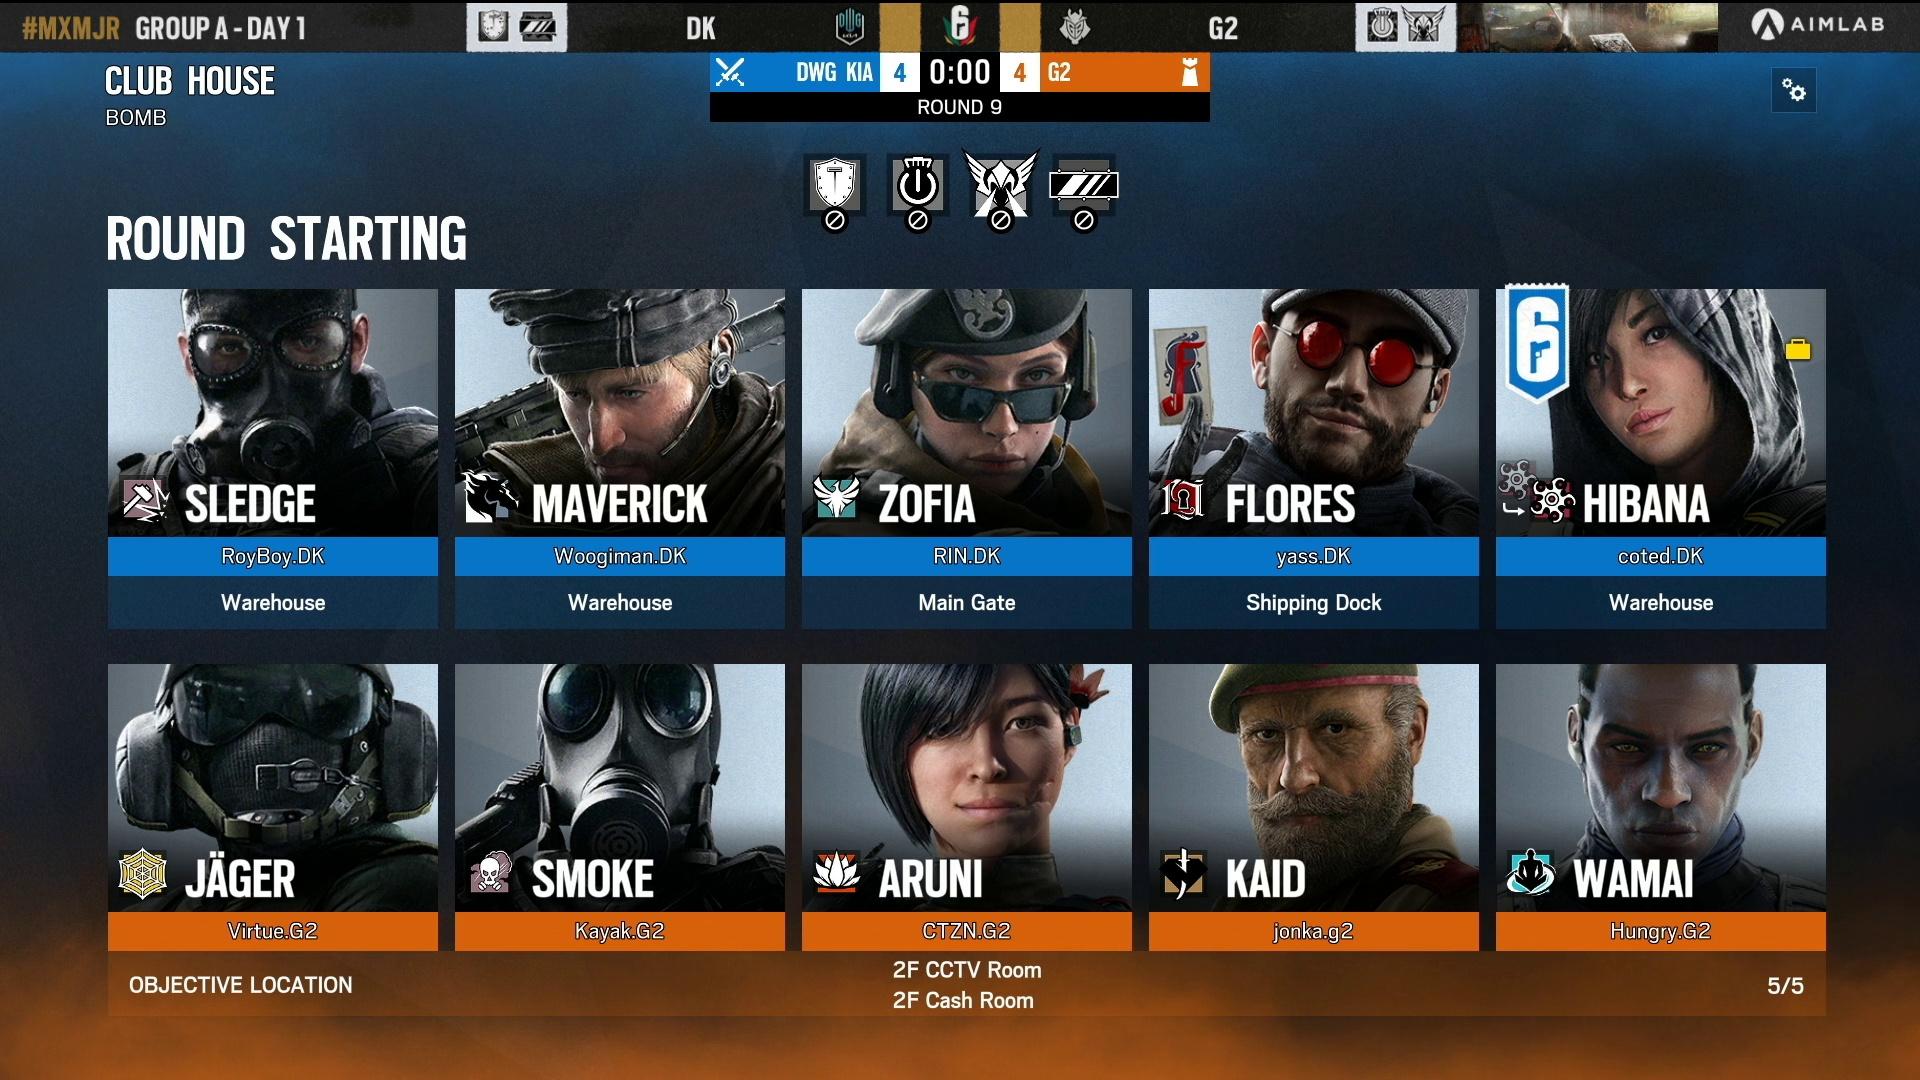 #MXMJR GROUP A - DAY 1
DK
G2
AIMLAB
CLUB HOUSE
BOMB
DWG KIA 4 0:00 4 G2
ROUND 9
ROUND STARTING
SLEDGE
RoyBoy.DK
Warehouse
MAVERICK
Woogiman.DK
Warehouse
ZOFIA
RIN.DK
Main Gate
FLORES
yass.DK
Shipping Dock
6
HIBANA
coted.DK
Warehouse
JÄGER
Virtue.G2
SMOKE
Kayak.G2
ARUNI
CTZN.G2
KAID
jonka.g2
WAMAI
Hungry.G2
OBJECTIVE LOCATION
2F CCTV Room
2F Cash Room
5/5